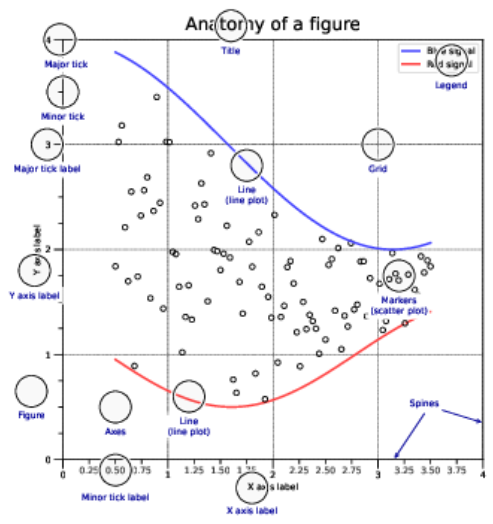 Anatomy of a figure
4
Blue signal
Red signal
Major tick
Title
Legend
Minor tick
3
Major tick label
Grid
Line
(line plot)
Y axis label
2
Y axis label
Markers
(scatter plot)
1
Figure
Axes
Line
(line plot)
Spines
0
0 0.25 0.50 0.75 1 1.25 1.50 1.75 2 2.25 2.50 2.75 3 3.25 3.50 3.75 4
Minor tick label
X axis label
X axis label